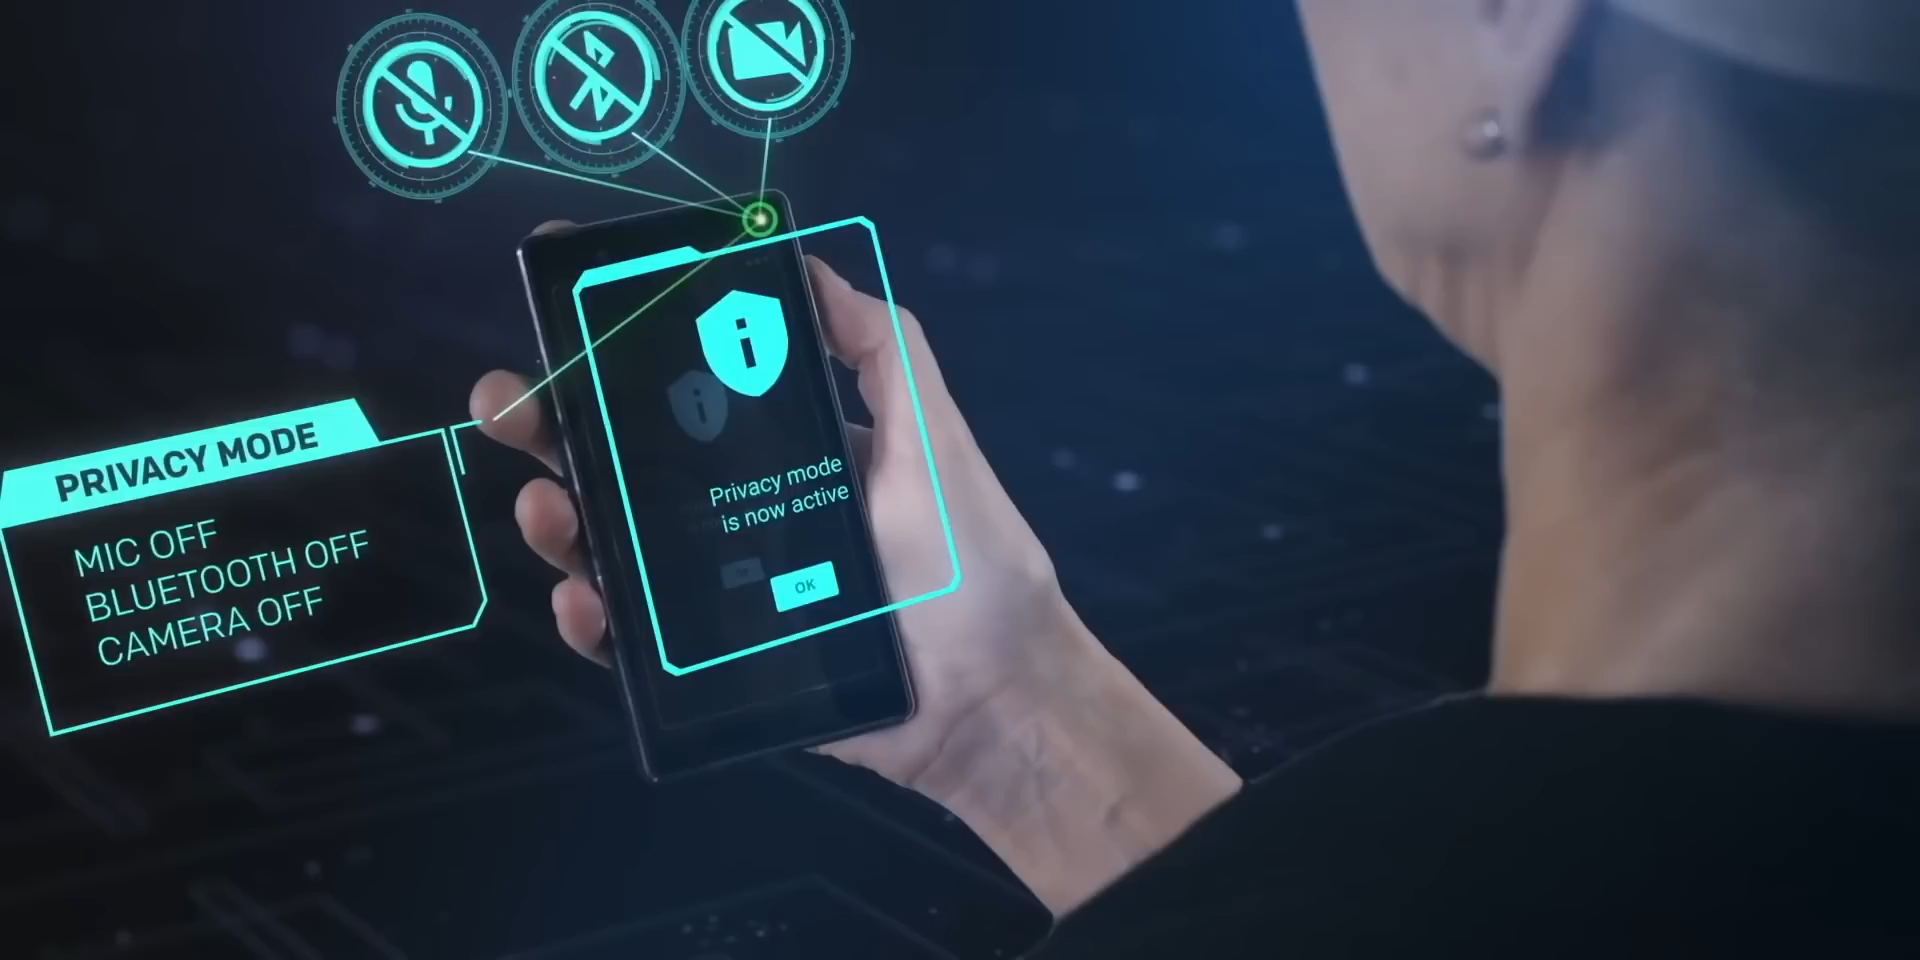 PRIVACY MODE
MIC OFF
BLUETOOTH OFF
CAMERA OFF
i
Privacy mode
is now active
OK